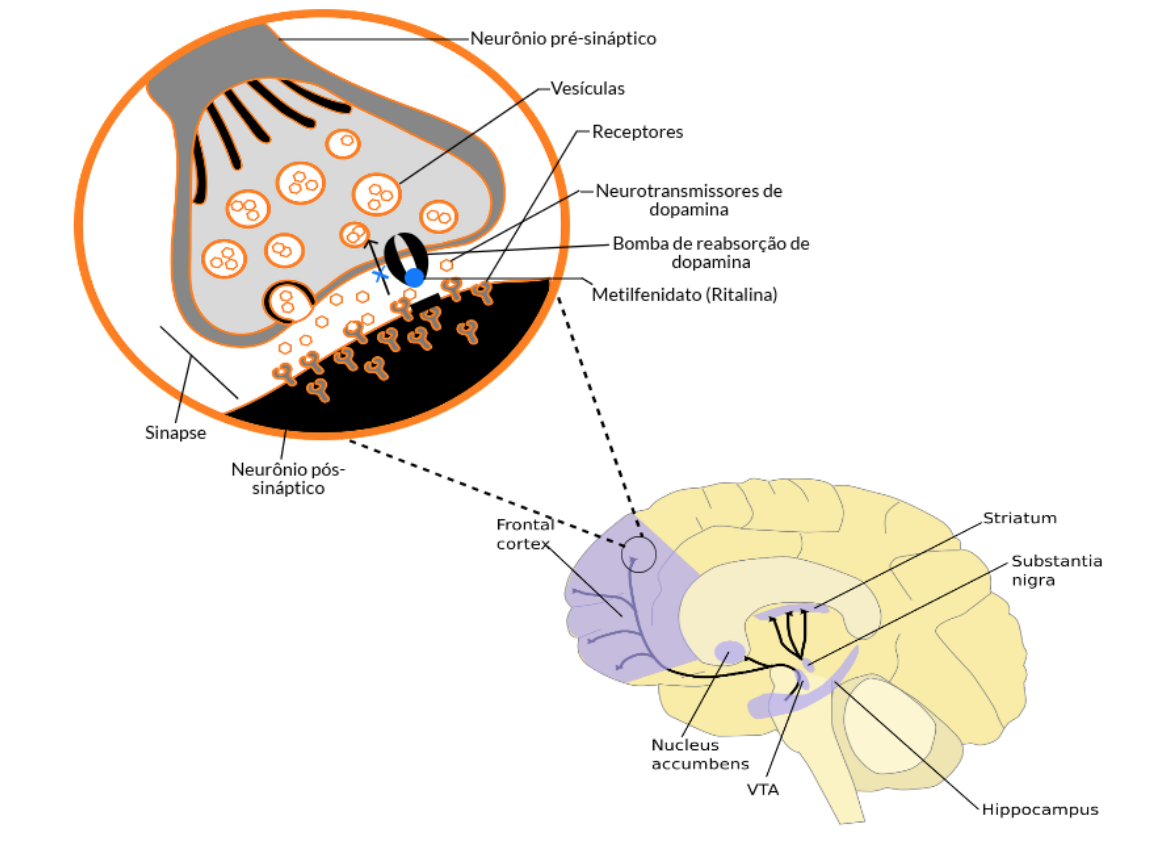 Neurônio pré-sináptico
Vesículas
Receptores
Neurotransmissores de
dopamina
Bomba de reabsorção de
dopamina
Metilfenidato (Ritalina)
Sinapse
Neurônio pós-
sináptico
Frontal
cortex
Striatum
Substantia
nigra
Nucleus
accumbens
VTA
Hippocampus